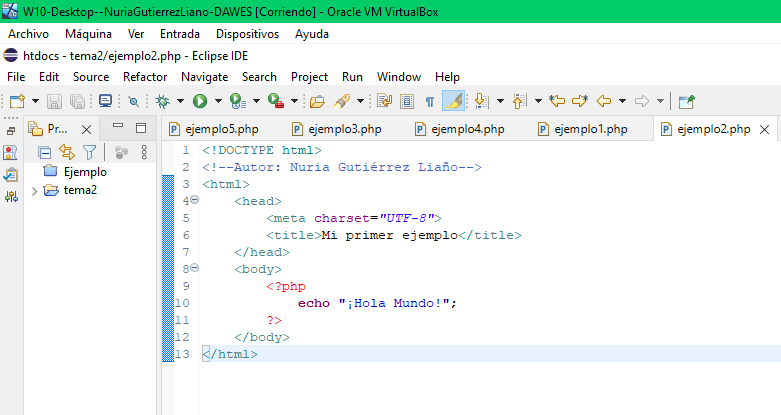 W10-Desktop--NuriaGutierrezLiano-DAWES [Corriendo] - Oracle VM VirtualBox
Archivo Máquina Ver Entrada Dispositivos Ayuda
htdocs - tema2/ejemplo2.php - Eclipse IDE
File Edit Source Refactor Navigate Search Project Run Window Help
Pr... ejemplo5.php ejemplo3.php ejemplo4.php ejemplo1.php ejemplo2.php
Ejemplo
tema2
1 <!DOCTYPE html>
2 <!--Autor: Nuria Gutiérrez Liaño-->
3 <html>
4 <head>
5 <meta charset="UTF-8">
6 <title>Mi primer ejemplo</title>
7 </head>
8 <body>
9 <?php
10 echo "¡Hola Mundo!";
11 ?>
12 </body>
13 </html>